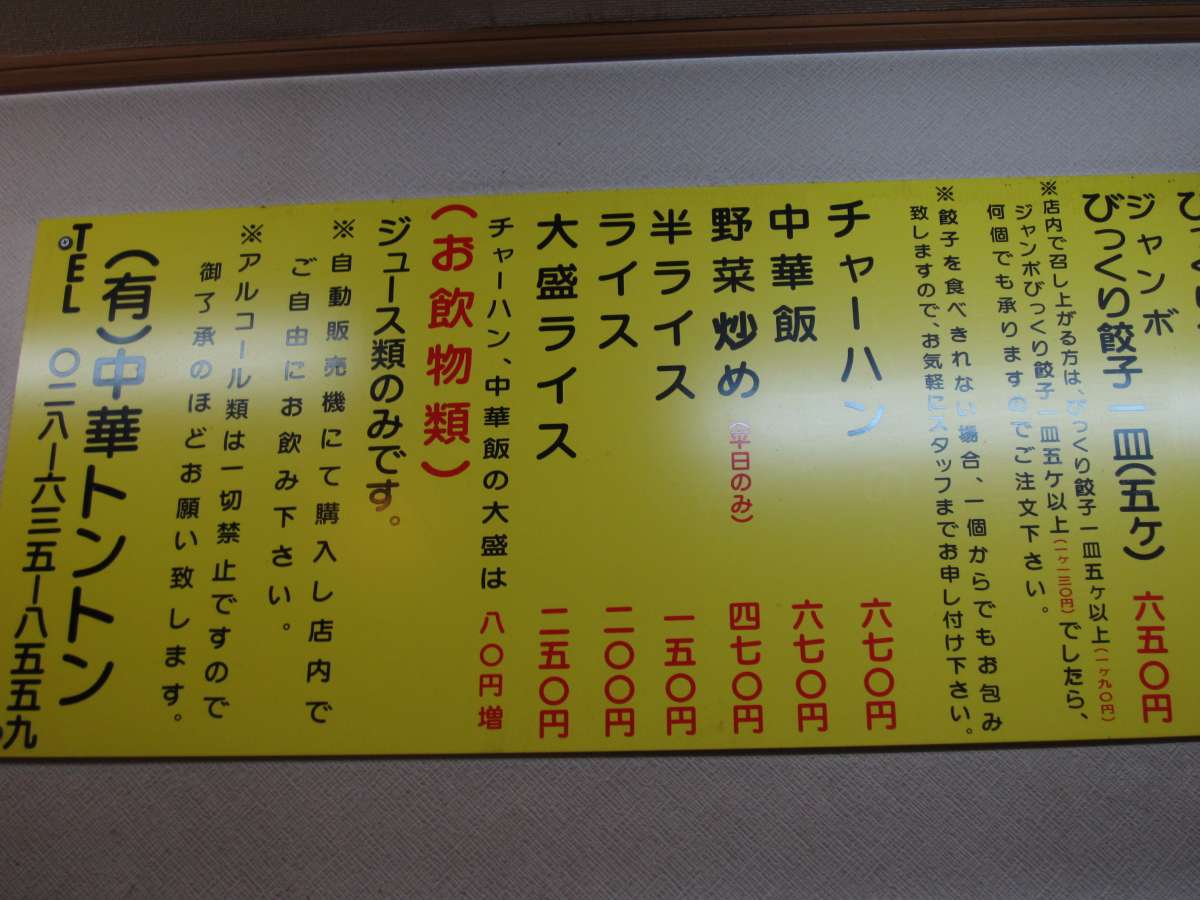 ジャンボ
びっくり餃子 一皿(五ケ) 六五〇円
※店内で召し上がる方は、びっくり餃子一皿五ヶ以上(一ヶ九〇円)
ジャンボびっくり餃子一皿五ケ以上(一ケ一三〇円)でしたら、
何個でも承りますのでご注文下さい。
※餃子を食べきれない場合、一個からでもお包み
致しますので、お気軽にスタッフまでお申し付け下さい。
チャーハン 六七〇円
中華飯 六七〇円
野菜炒め(平日のみ) 四七〇円
半ライス 一五〇円
ライス 二〇〇円
大盛ライス 二五〇円
チャーハン、中華飯の大盛は 八〇円増
(お飲物類)
ジュース類のみです。
※自動販売機にて購入し店内で
ご自由にお飲み下さい。
※アルコール類は一切禁止ですので
御了承のほどお願い致します。
(有)中華トントン
TEL 〇二八ー六三五ー八五五九